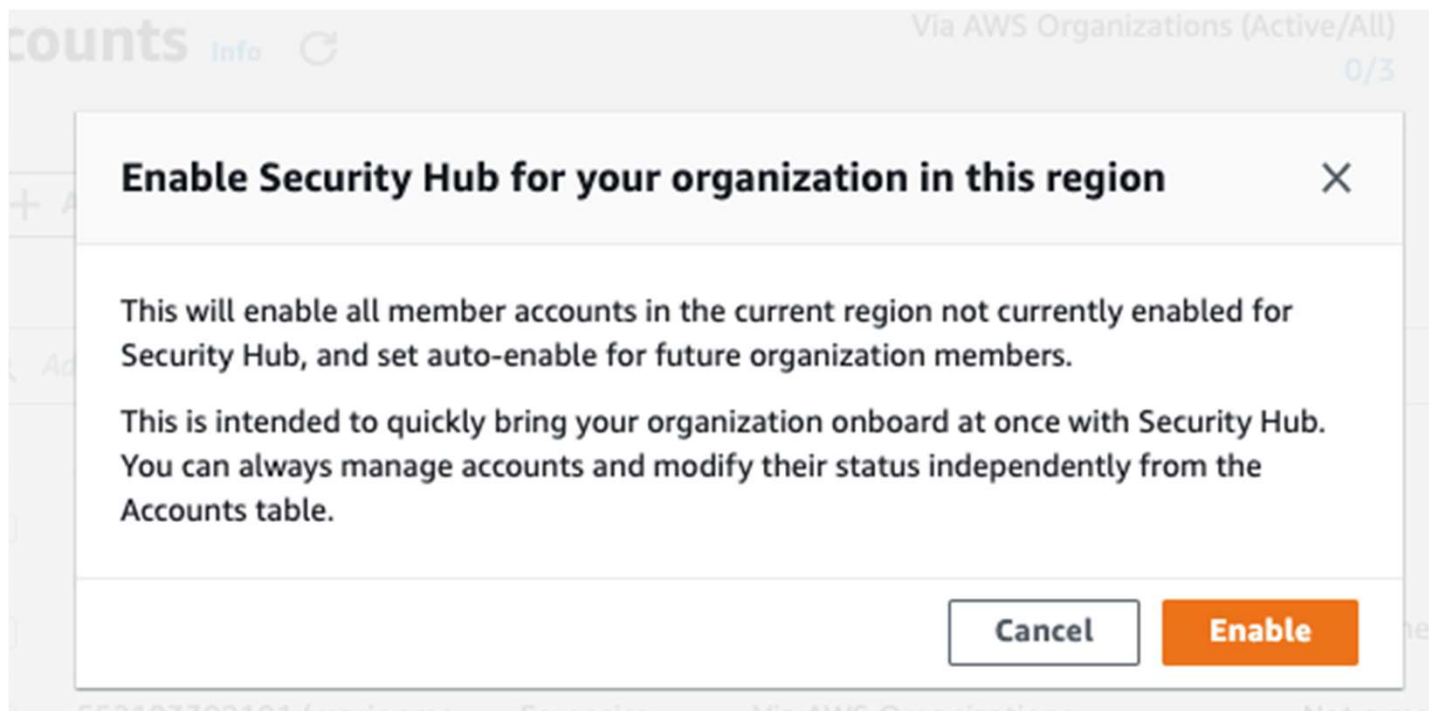 counts Info
Via AWS Organizations (Active/All)
0/3
Enable Security Hub for your organization in this region
This will enable all member accounts in the current region not currently enabled for
Security Hub, and set auto-enable for future organization members.
This is intended to quickly bring your organization onboard at once with Security Hub.
You can always manage accounts and modify their status independently from the
Accounts table.
Cancel
Enable
Via AWS Organizations